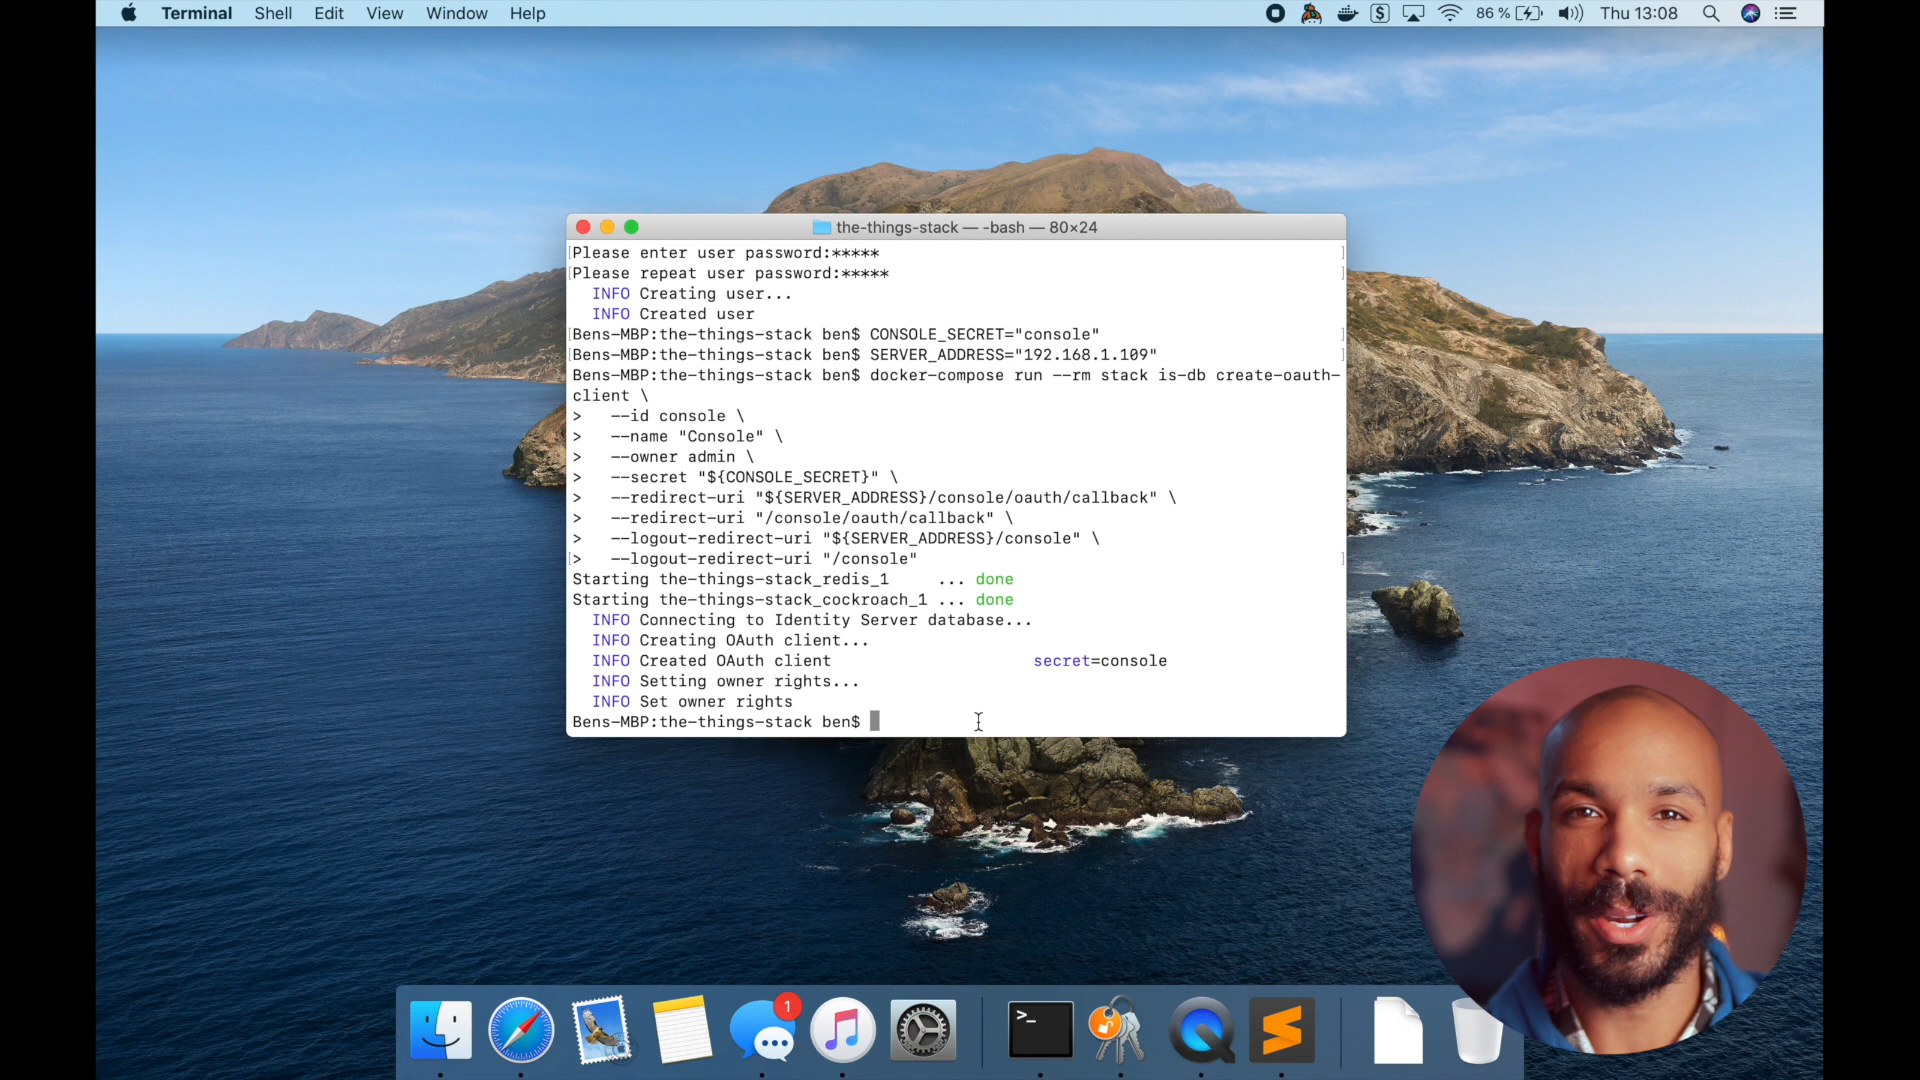 Terminal Shell Edit View Window Help 86 % Thu 13:08
the-things-stack — -bash — 80×24
[Please enter user password:***** ]
[Please repeat user password:***** ]
INFO Creating user...
INFO Created user
[Bens-MBP:the-things-stack ben$ CONSOLE_SECRET="console" ]
[Bens-MBP:the-things-stack ben$ SERVER_ADDRESS="192.168.1.109" ]
Bens-MBP:the-things-stack ben$ docker-compose run --rm stack is-db create-oauth-
client \
> --id console \
> --name "Console" \
> --owner admin \
> --secret "${CONSOLE_SECRET}" \
> --redirect-uri "${SERVER_ADDRESS}/console/oauth/callback" \
> --redirect-uri "/console/oauth/callback" \
> --logout-redirect-uri "${SERVER_ADDRESS}/console" \
[> --logout-redirect-uri "/console" ]
Starting the-things-stack_redis_1 ... done
Starting the-things-stack_cockroach_1 ... done
INFO Connecting to Identity Server database...
INFO Creating OAuth client...
INFO Created OAuth client secret=console
INFO Setting owner rights...
INFO Set owner rights
Bens-MBP:the-things-stack ben$
1
>_